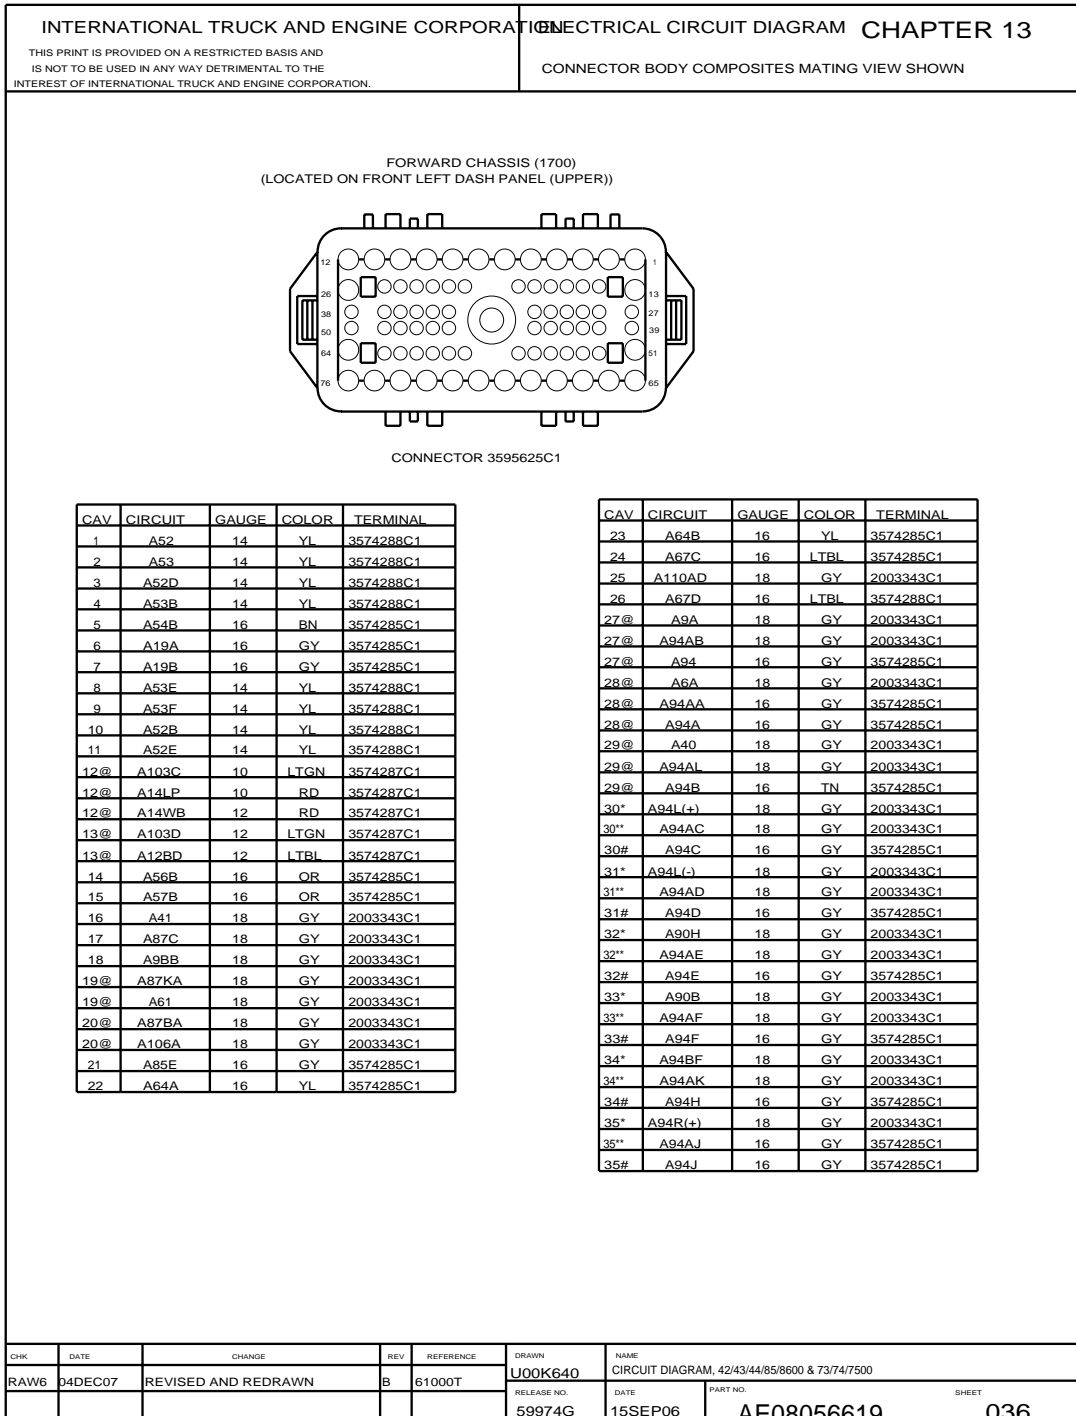 INTERNATIONAL TRUCK AND ENGINE CORPORATION
THIS PRINT IS PROVIDED ON A RESTRICTED BASIS AND
IS NOT TO BE USED IN ANY WAY DETRIMENTAL TO THE
INTEREST OF INTERNATIONAL TRUCK AND ENGINE CORPORATION.
ELECTRICAL CIRCUIT DIAGRAM CHAPTER 13
CONNECTOR BODY COMPOSITES MATING VIEW SHOWN
FORWARD CHASSIS (1700)
(LOCATED ON FRONT LEFT DASH PANEL (UPPER))
12 1
26 13
38 27
50 39
64 51
76 65
CONNECTOR 3595625C1
CAV CIRCUIT GAUGE COLOR TERMINAL
1 A52 14 YL 3574288C1
2 A53 14 YL 3574288C1
3 A52D 14 YL 3574288C1
4 A53B 14 YL 3574288C1
5 A54B 16 BN 3574285C1
6 A19A 16 GY 3574285C1
7 A19B 16 GY 3574285C1
8 A53E 14 YL 3574288C1
9 A53F 14 YL 3574288C1
10 A52B 14 YL 3574288C1
11 A52E 14 YL 3574288C1
12@ A103C 10 LTGN 3574287C1
12@ A14LP 10 RD 3574287C1
12@ A14WB 12 RD 3574287C1
13@ A103D 12 LTGN 3574287C1
13@ A12BD 12 LTBL 3574287C1
14 A56B 16 OR 3574285C1
15 A57B 16 OR 3574285C1
16 A41 18 GY 2003343C1
17 A87C 18 GY 2003343C1
18 A9BB 18 GY 2003343C1
19@ A87KA 18 GY 2003343C1
19@ A61 18 GY 2003343C1
20@ A87BA 18 GY 2003343C1
20@ A106A 18 GY 2003343C1
21 A85E 16 GY 3574285C1
22 A64A 16 YL 3574285C1
CAV CIRCUIT GAUGE COLOR TERMINAL
23 A64B 16 YL 3574285C1
24 A67C 16 LTBL 3574285C1
25 A110AD 18 GY 2003343C1
26 A67D 16 LTBL 3574288C1
27@ A9A 18 GY 2003343C1
27@ A94AB 18 GY 2003343C1
27@ A94 16 GY 3574285C1
28@ A6A 18 GY 2003343C1
28@ A94AA 16 GY 3574285C1
28@ A94A 16 GY 3574285C1
29@ A40 18 GY 2003343C1
29@ A94AL 18 GY 2003343C1
29@ A94B 16 TN 3574285C1
30* A94L(+) 18 GY 2003343C1
30** A94AC 18 GY 2003343C1
30# A94C 16 GY 3574285C1
31* A94L(-) 18 GY 2003343C1
31** A94AD 18 GY 2003343C1
31# A94D 16 GY 3574285C1
32* A90H 18 GY 2003343C1
32** A94AE 18 GY 2003343C1
32# A94E 16 GY 3574285C1
33* A90B 18 GY 2003343C1
33** A94AF 18 GY 2003343C1
33# A94F 16 GY 3574285C1
34* A94BF 18 GY 2003343C1
34** A94AK 18 GY 2003343C1
34# A94H 16 GY 3574285C1
35* A94R(+) 18 GY 2003343C1
35** A94AJ 16 GY 3574285C1
35# A94J 16 GY 3574285C1
CHK DATE CHANGE REV REFERENCE
RAW6 04DEC07 REVISED AND REDRAWN B 61000T
DRAWN
U00K640
NAME
CIRCUIT DIAGRAM, 42/43/44/85/8600 & 73/74/7500
RELEASE NO. DATE PART NO. SHEET
59974G 15SEP06 AE08056619 036